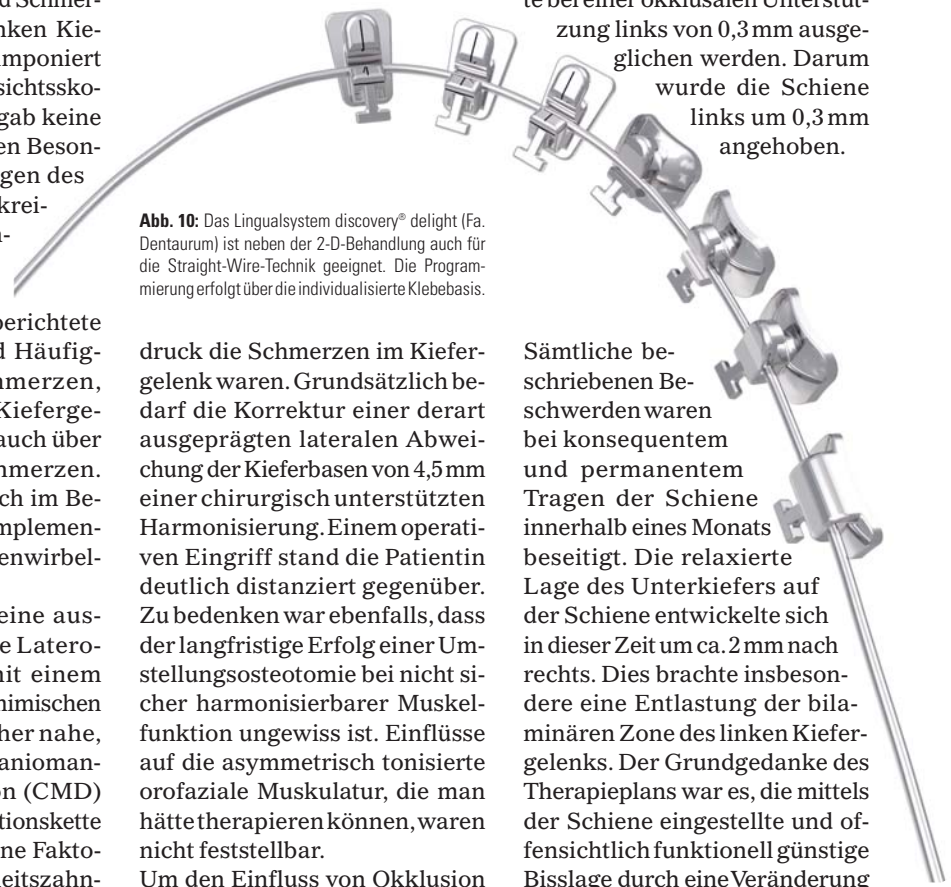 d Schmer-
nken Kie-
mponiert
sichtssko-
gab keine
en Beson-
gen des
krei-
berichtete
d Häufig-
hmerzen,
Kieferge-
auch über
hmerzen.
ch im Be-
mplemen-
enwirbel-
eine aus-
e Latero-
mit einem
himischen
her nahe,
aniomman-
on (CMD)
tionskette
ne Fakto-
heitszahn-
Abb. 10: Das Lingualsystem discovery® delight (Fa.
Dentaurum) ist neben der 2-D-Behandlung auch für
die Straight-Wire-Technik geeignet. Die Program-
mierung erfolgt über die individualisierte Klebebasis.
druck die Schmerzen im Kiefer-
gelenk waren. Grundsätzlich be-
darf die Korrektur einer derart
ausgeprägten lateralen Abwei-
chung der Kieferbasen von 4,5 mm
einer chirurgisch unterstützten
Harmonisierung. Einem operati-
ven Eingriff stand die Patientin
deutlich distanziert gegenüber.
Zu bedenken war ebenfalls, dass
der langfristige Erfolg einer Um-
stellungsosteotomie bei nicht si-
cher harmonisierbarer Muskel-
funktion ungewiss ist. Einflüsse
auf die asymmetrisch tonisierte
orofaziale Muskulatur, die man
hätte therapieren können, waren
nicht feststellbar.
Um den Einfluss von Okklusion
te bei einer okklusalen Unterstüt-
zung links von 0,3 mm ausge-
glichen werden. Darum
wurde die Schiene
links um 0,3 mm
angehoben.
Sämtliche be-
schriebenen Be-
schwerden waren
bei konsequentem
und permanentem
Tragen der Schiene
innerhalb eines Monats
beseitigt. Die relaxierte
Lage des Unterkiefers auf
der Schiene entwickelte sich
in dieser Zeit um ca. 2 mm nach
rechts. Dies brachte insbeson-
dere eine Entlastung der bila-
minären Zone des linken Kiefer-
gelenks. Der Grundgedanke des
Therapieplans war es, die mittels
der Schiene eingestellte und of-
fensichtlich funktionell günstige
Bisslage durch eine Veränderung